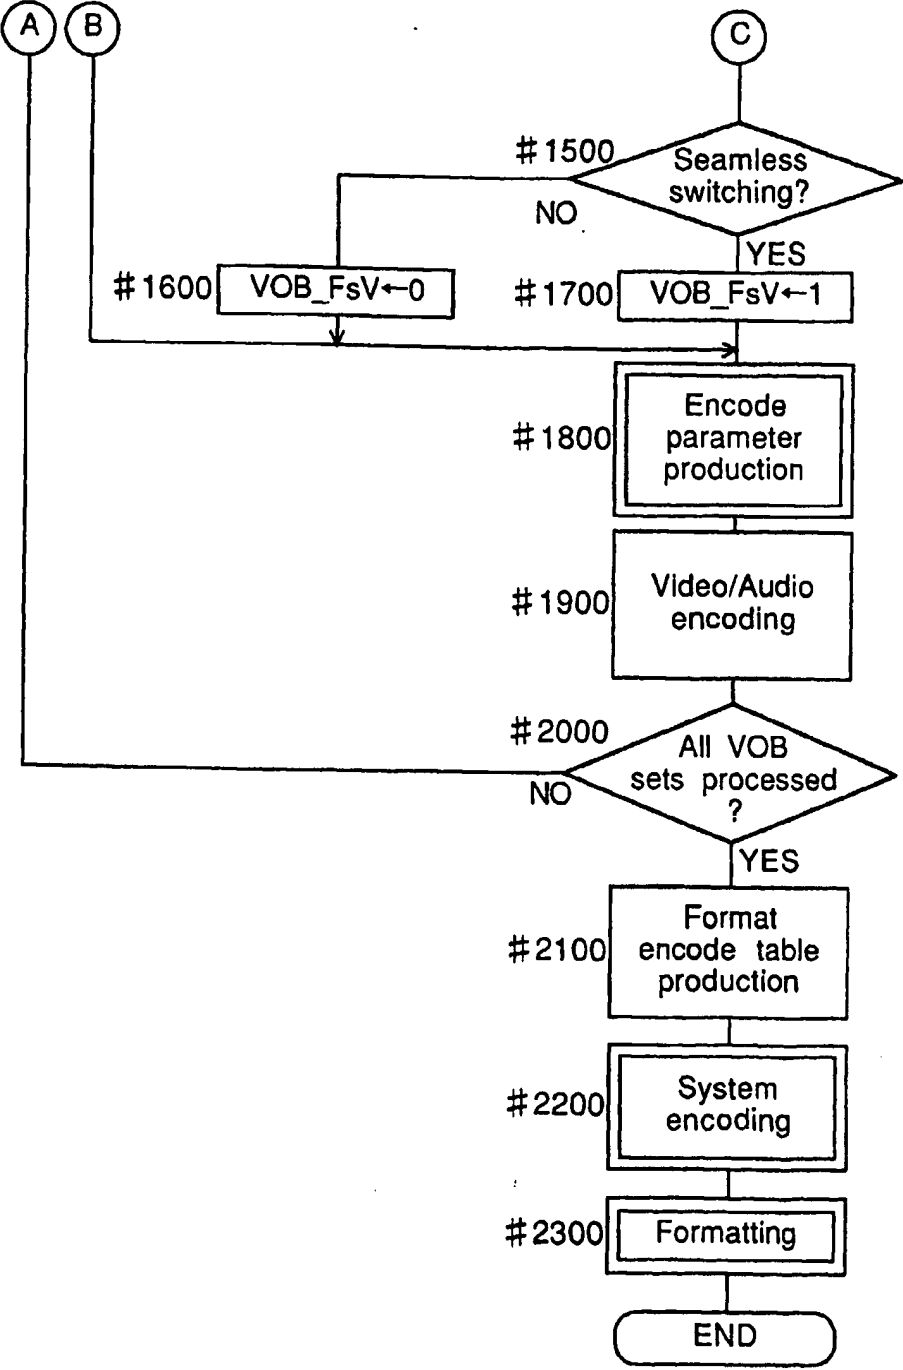 A B C
#1500
Seamless
switching?
NO
YES
#1600 VOB_FsV←0
#1700 VOB_FsV←1
#1800
Encode
parameter
production
#1900
Video/Audio
encoding
#2000
All VOB
sets processed
?
NO
YES
#2100
Format
encode table
production
#2200
System
encoding
#2300 Formatting
END